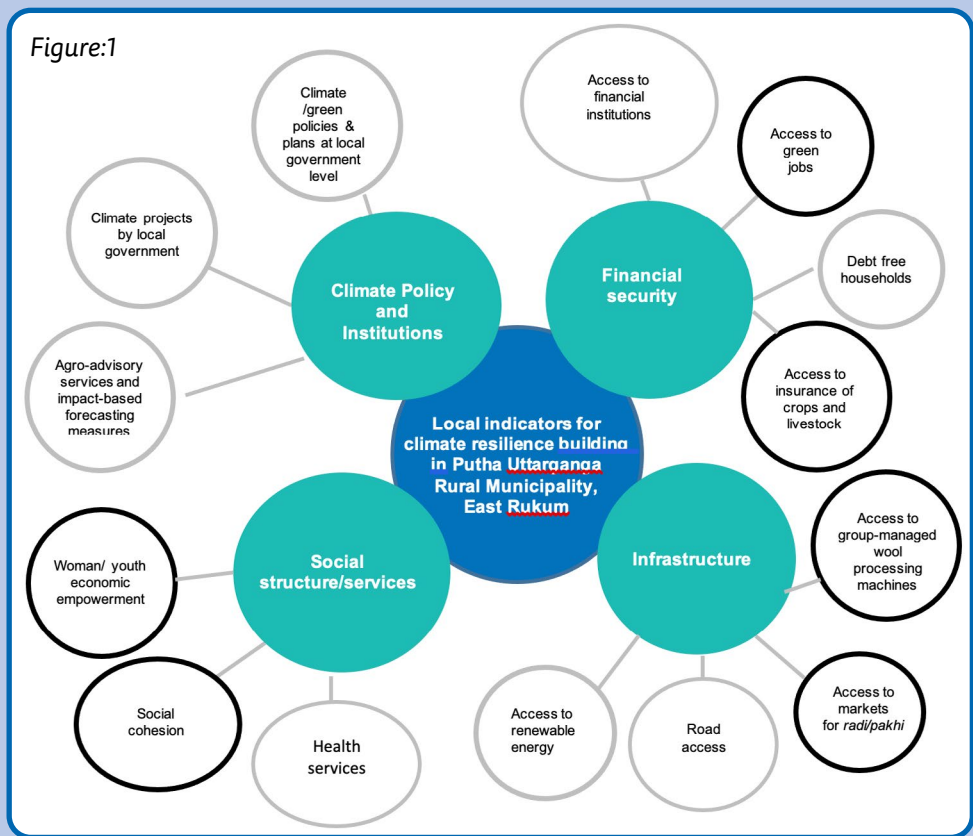 Figure:1
Climate
/green
policies &
plans at local
government
level
Climate projects
by local
government
Agro-advisory
services and
impact-based
forecasting
measures
Climate Policy
and
Institutions
Access to
financial
institutions
Access to
green
jobs
Debt free
households
Access to
insurance of
crops and
livestock
Financial
security
Local indicators for
climate resilience building
in Putha Uttarganga
Rural Municipality,
East Rukum
Woman/ youth
economic
empowerment
Social
cohesion
Health
services
Social
structure/services
Infrastructure
Access to
group-managed
wool
processing
machines
Access to
markets
for radi/pakhi
Road
access
Access to
renewable
energy